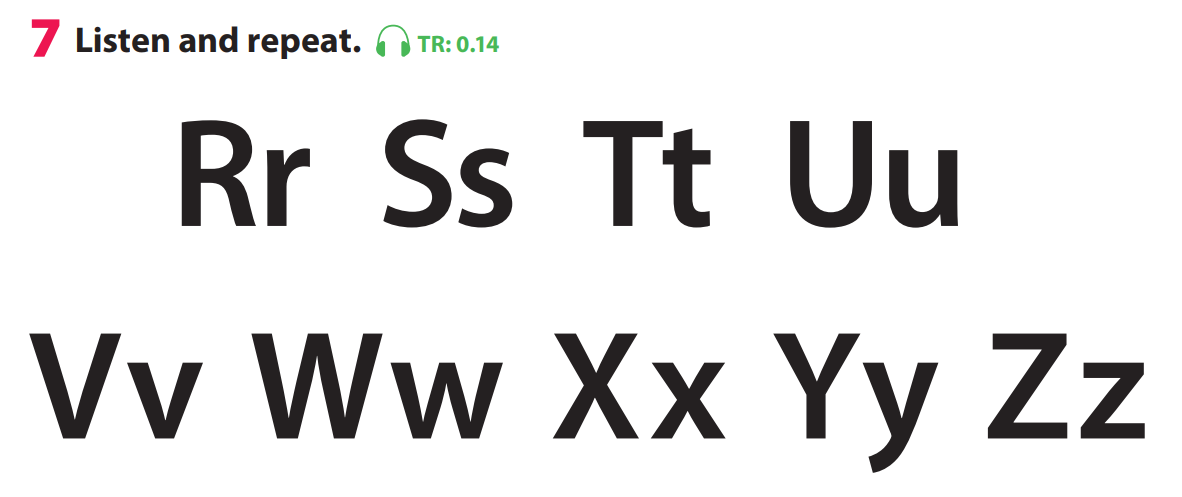 7 Listen and repeat. TR: 0.14
Rr Ss Tt Uu
Vv Ww Xx Yy Zz